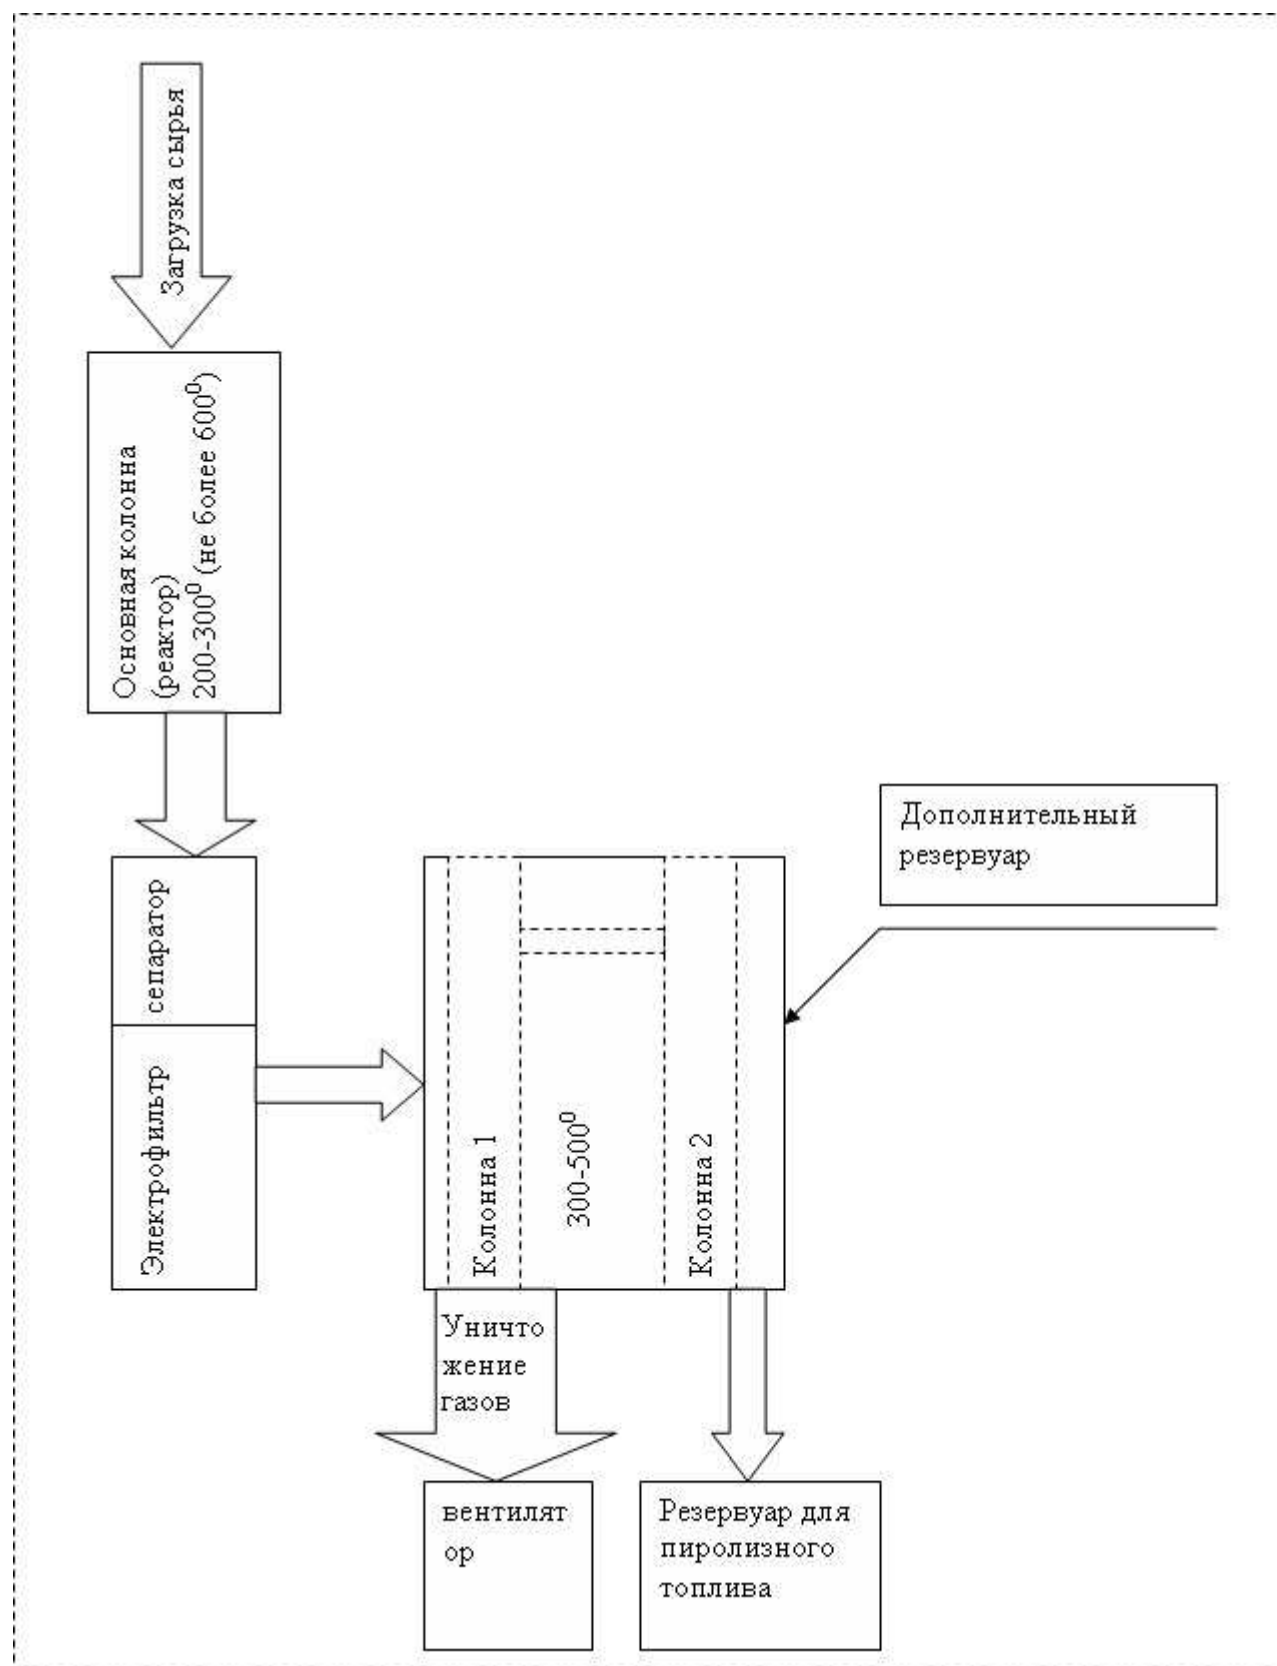 Загрузка сырья
Основная колонна
(реактор)
200-300⁰ (не более 600⁰)
сепаратор
Электрофильтр
Дополнительный
резервуар
Колонна 1
300-500⁰
Колонна 2
Уничто
жение
газов
вентилят
ор
Резервуар для
пиролизного
топлива